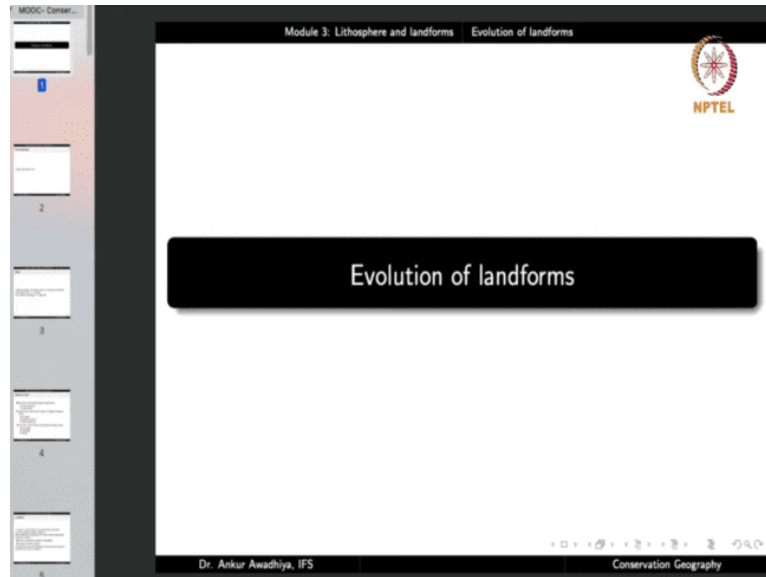 MOOC- Conser...
1
2
3
4
5
Module 3: Lithosphere and landforms Evolution of landforms
NPTEL
Evolution of landforms
Dr. Ankur Awadhiya, IFS Conservation Geography